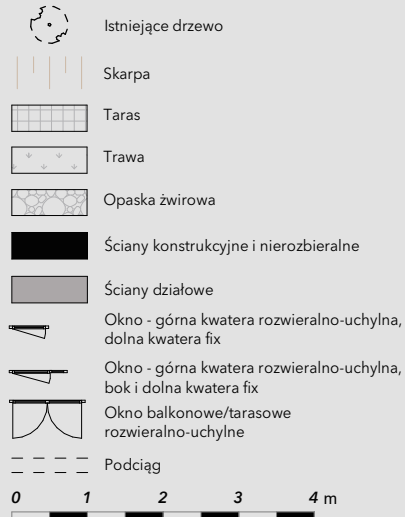 Istniejące drzewo
Skarpa
Taras
Trawa
Opaska żwirowa
Ściany konstrukcyjne i nierozbieralne
Ściany działowe
Okno - górna kwatera rozwieralno-uchylna,
dolna kwatera fix
Okno - górna kwatera rozwieralno-uchylna,
bok i dolna kwatera fix
Okno balkonowe/tarasowe
rozwieralno-uchylne
Podciąg
0 1 2 3 4 m